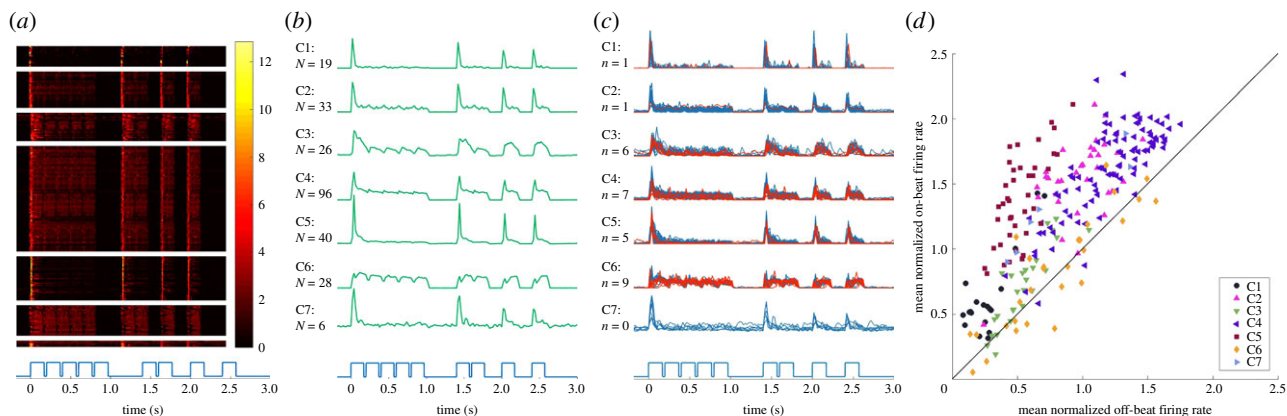 (a)
12
10
8
6
4
2
0
0 0.5 1.0 1.5 2.0 2.5 3.0
time (s)
(b)
C1:
N = 19
C2:
N = 33
C3:
N = 26
C4:
N = 96
C5:
N = 40
C6:
N = 28
C7:
N = 6
0 0.5 1.0 1.5 2.0 2.5 3.0
time (s)
(c)
C1:
n = 1
C2:
n = 1
C3:
n = 6
C4:
n = 7
C5:
n = 5
C6:
n = 9
C7:
n = 0
0 0.5 1.0 1.5 2.0 2.5 3.0
time (s)
(d)
mean normalized on-beat firing rate
2.5
2.0
1.5
1.0
0.5
0 0.5 1.0 1.5 2.0 2.5
mean normalized off-beat firing rate
C1
C2
C3
C4
C5
C6
C7